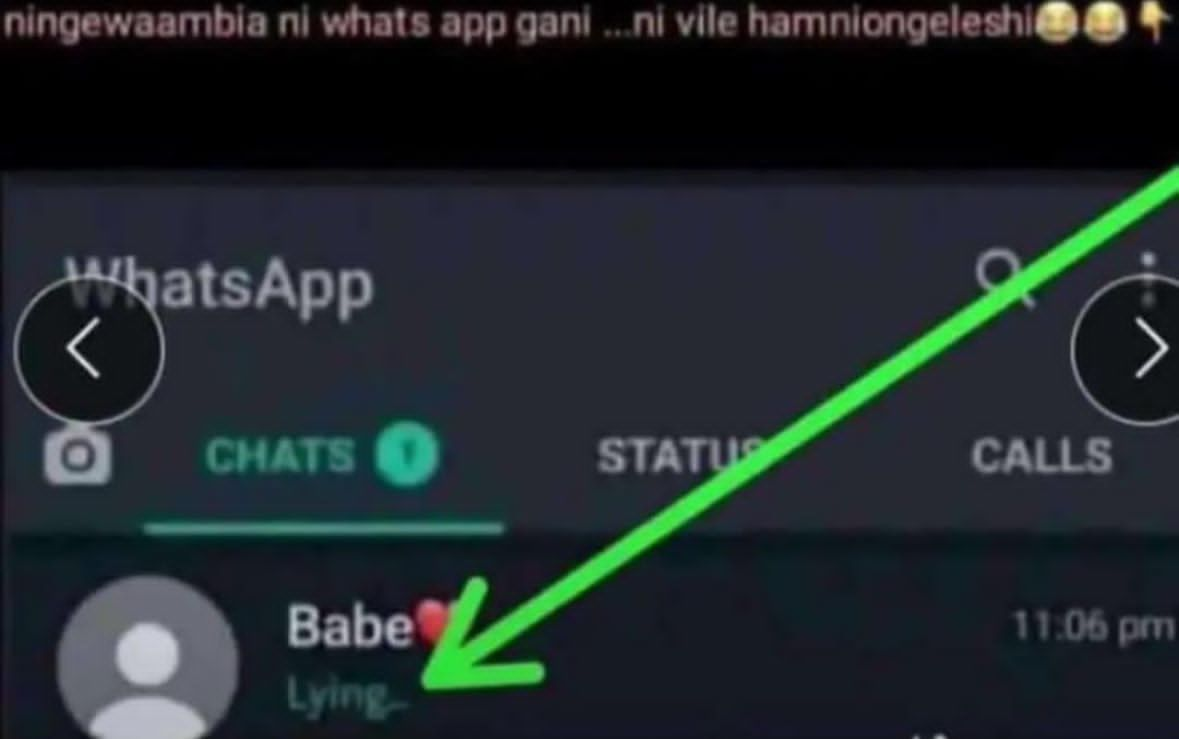 ningewaambia ni whats app gani ...ni vile hamniongeleshi😂😂👇
WhatsApp
CHATS 1 STATUS CALLS
Babe❤️ 11:06 pm
Lying..